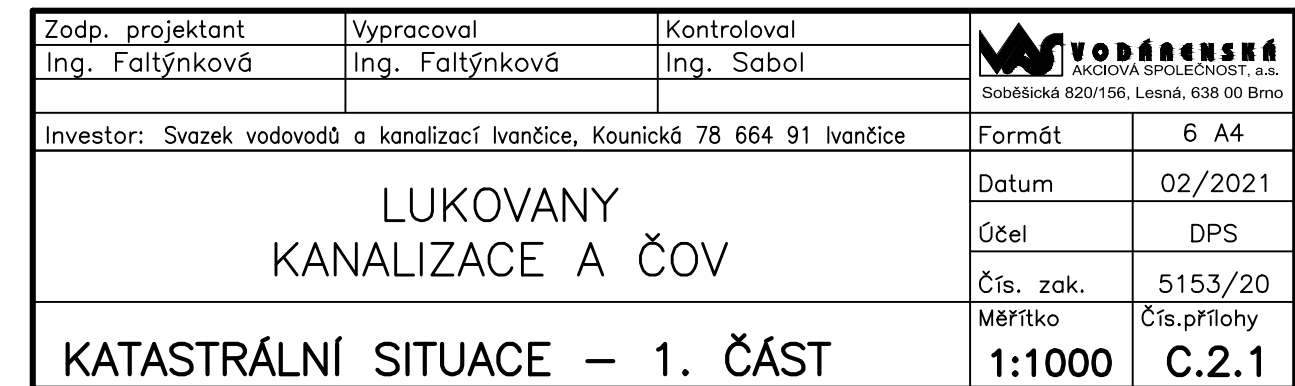 Zodp. projektant Vypracoval Kontroloval
Ing. Faltýnková Ing. Faltýnková Ing. Sabol
VAS VODÁRENSKÁ
AKCIOVÁ SPOLEČNOST, a.s.
Soběšická 820/156, Lesná, 638 00 Brno
Investor: Svazek vodovodů a kanalizací Ivančice, Kounická 78 664 91 Ivančice
Formát 6 A4
LUKOVANY
KANALIZACE A ČOV
Datum 02/2021
Účel DPS
Čís. zak. 5153/20
KATASTRÁLNÍ SITUACE – 1. ČÁST
Měřítko Čís.přílohy
1:1000 C.2.1